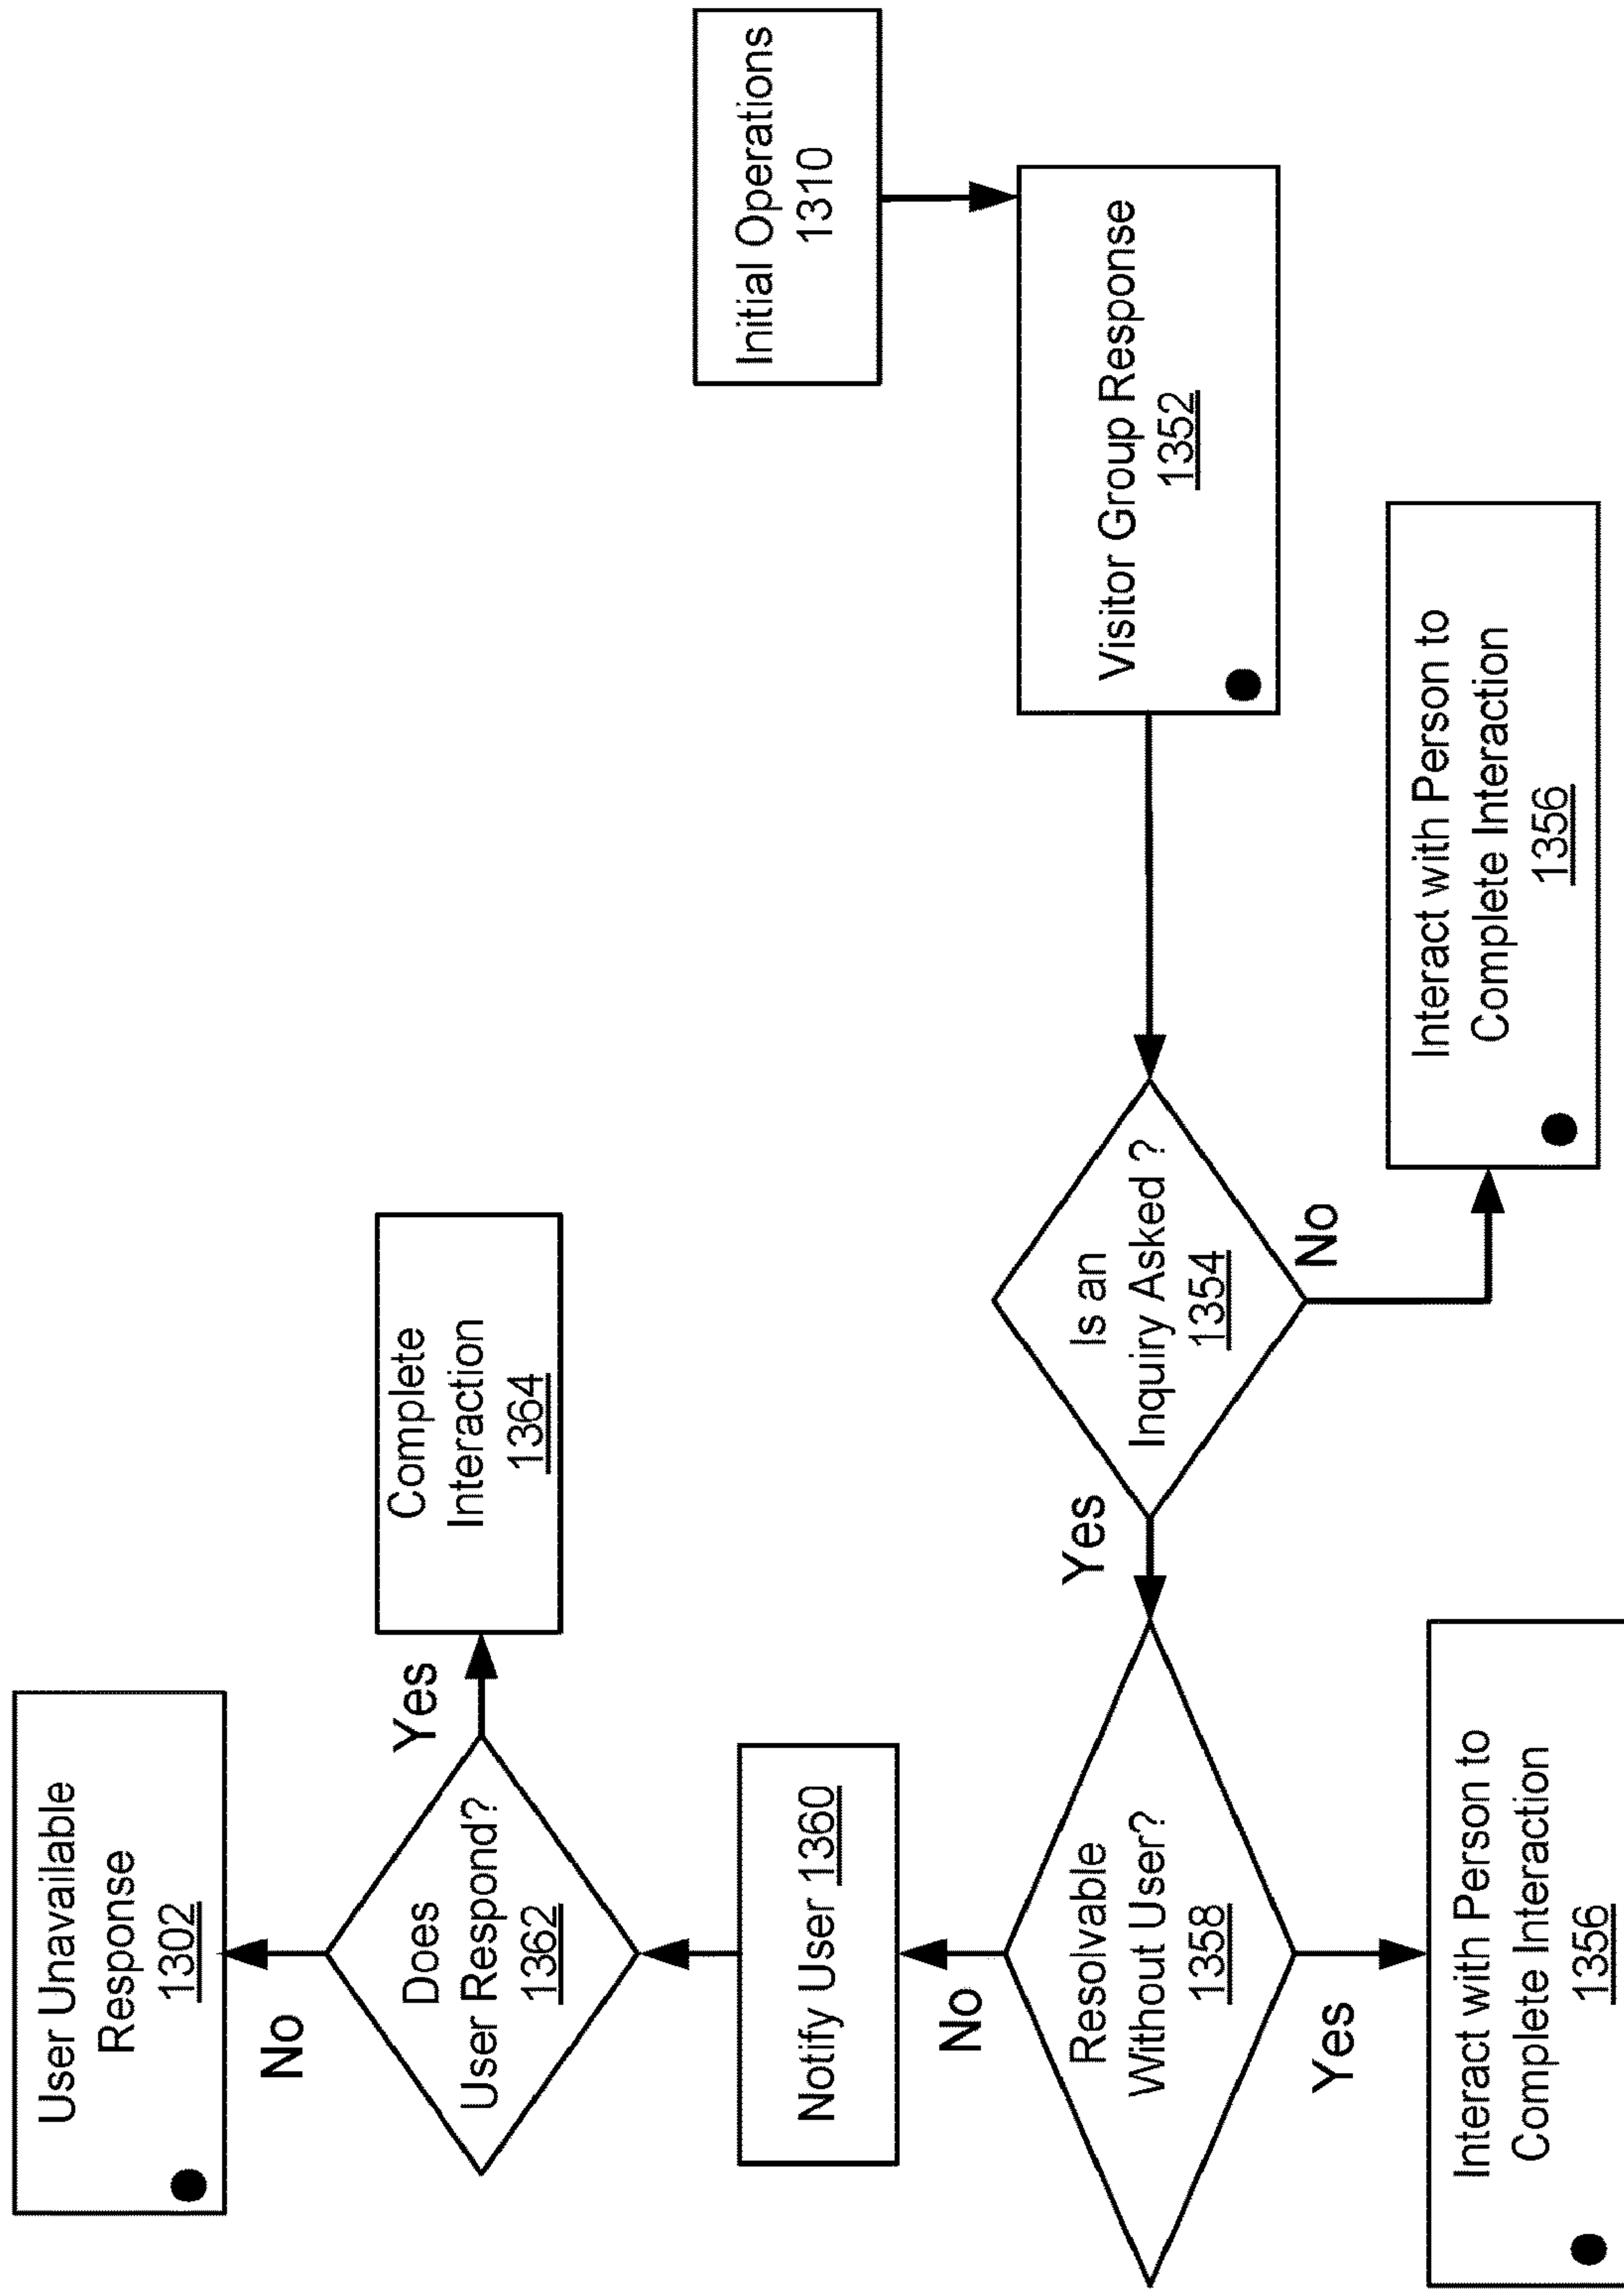 Initial Operations
1310
Visitor Group Response
1352
Is an
Inquiry Asked ?
1354
No
Interact with Person to
Complete Interaction
1356
Yes
Resolvable
Without User?
1358
Yes
Interact with Person to
Complete Interaction
1356
No
Notify User 1360
Does
User Respond?
1362
Yes
Complete
Interaction
1364
No
User Unavailable
Response
1302